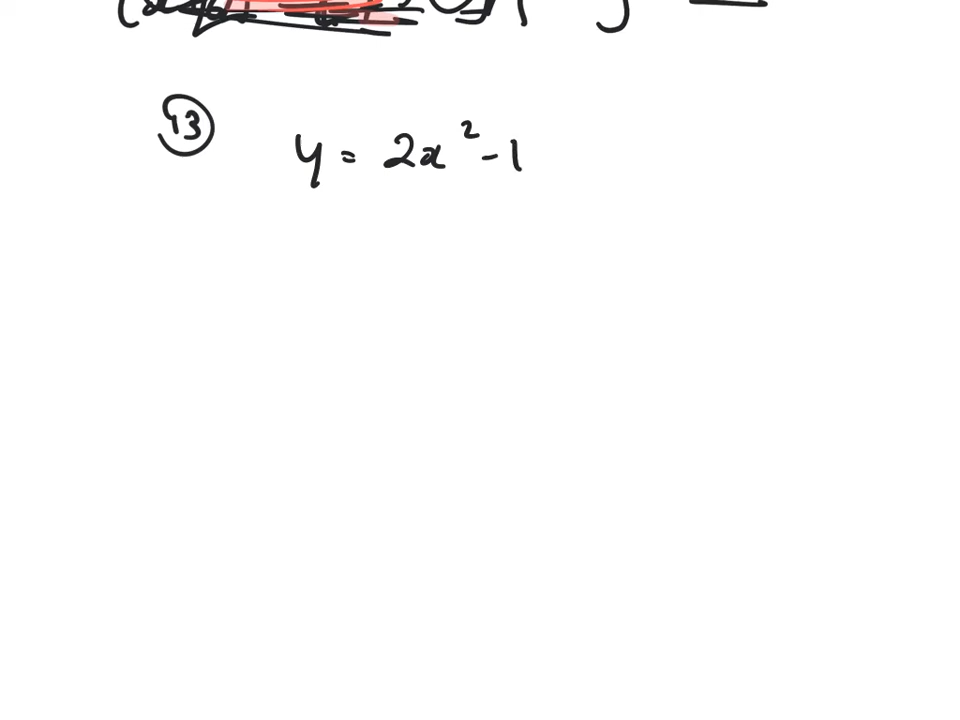 13 y = 2x² - 1